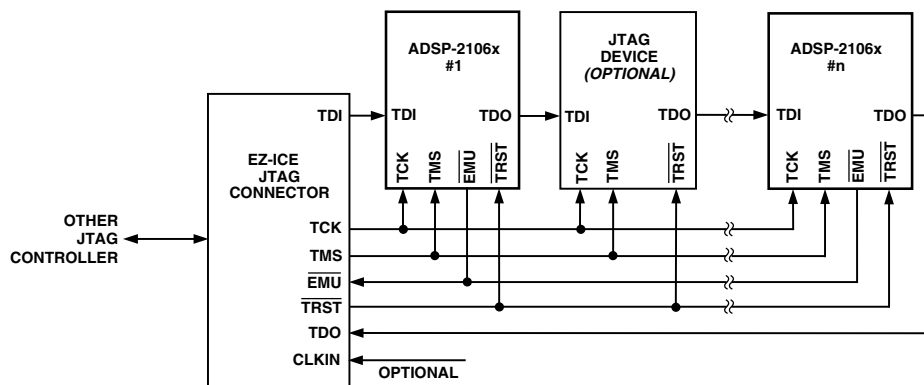 ADSP-2106x
#1
JTAG
DEVICE
(OPTIONAL)
ADSP-2106x
#n
TDI
TDI
TDO
TDI
TDO
TDI
TDO
EZ-ICE
JTAG
CONNECTOR
TCK
TMS
EMU
TRST
TCK
TMS
TRST
TCK
TMS
EMU
TRST
OTHER
JTAG
CONTROLLER
TCK
TMS
EMU
TRST
TDO
CLKIN
OPTIONAL